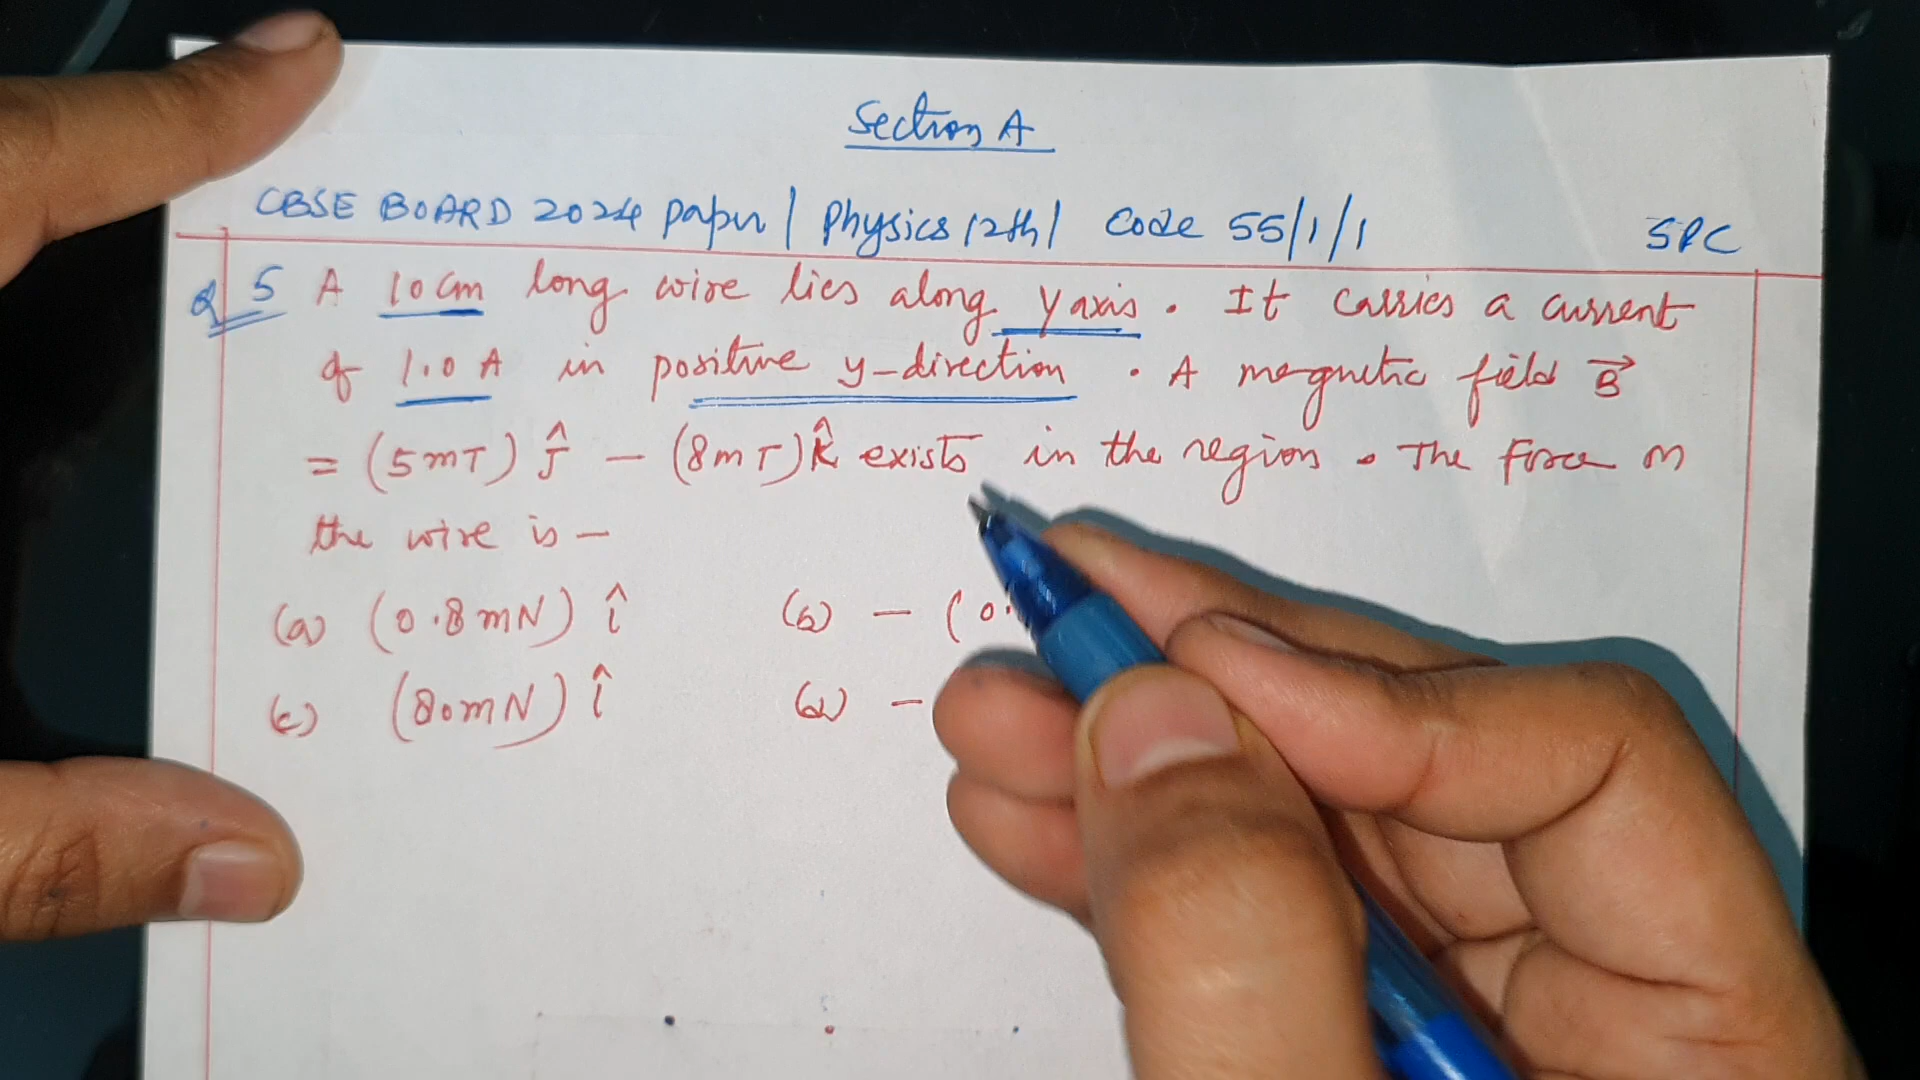 Section A
CBSE BOARD 2024 paper | Physics 12th | Code 55/1/1 SPC
Q 5 A 10 cm long wire lies along y axis. It carries a current
of 1.0 A in positive y-direction. A magnetic field B⃗
= (5 mT) ĵ - (8 mT) k̂ exists in the region. The force on
the wire is -
(a) (0.8 mN) î (b) - (0.
(c) (80 mN) î (d) -